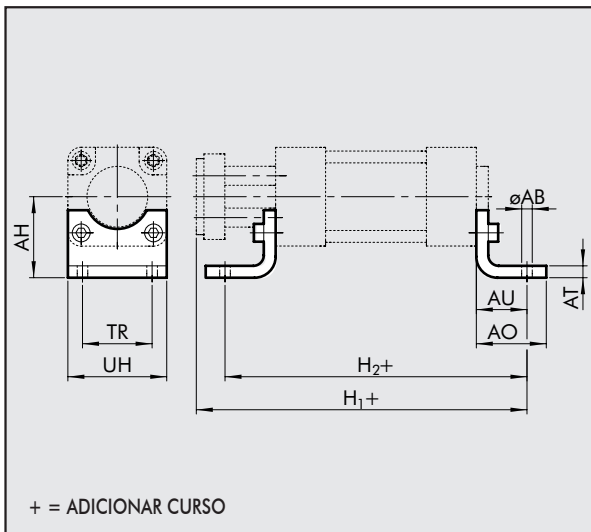 øAB
AH
AT
AU
AO
TR
UH
H₂+
H₁+
+ = ADICIONAR CURSO